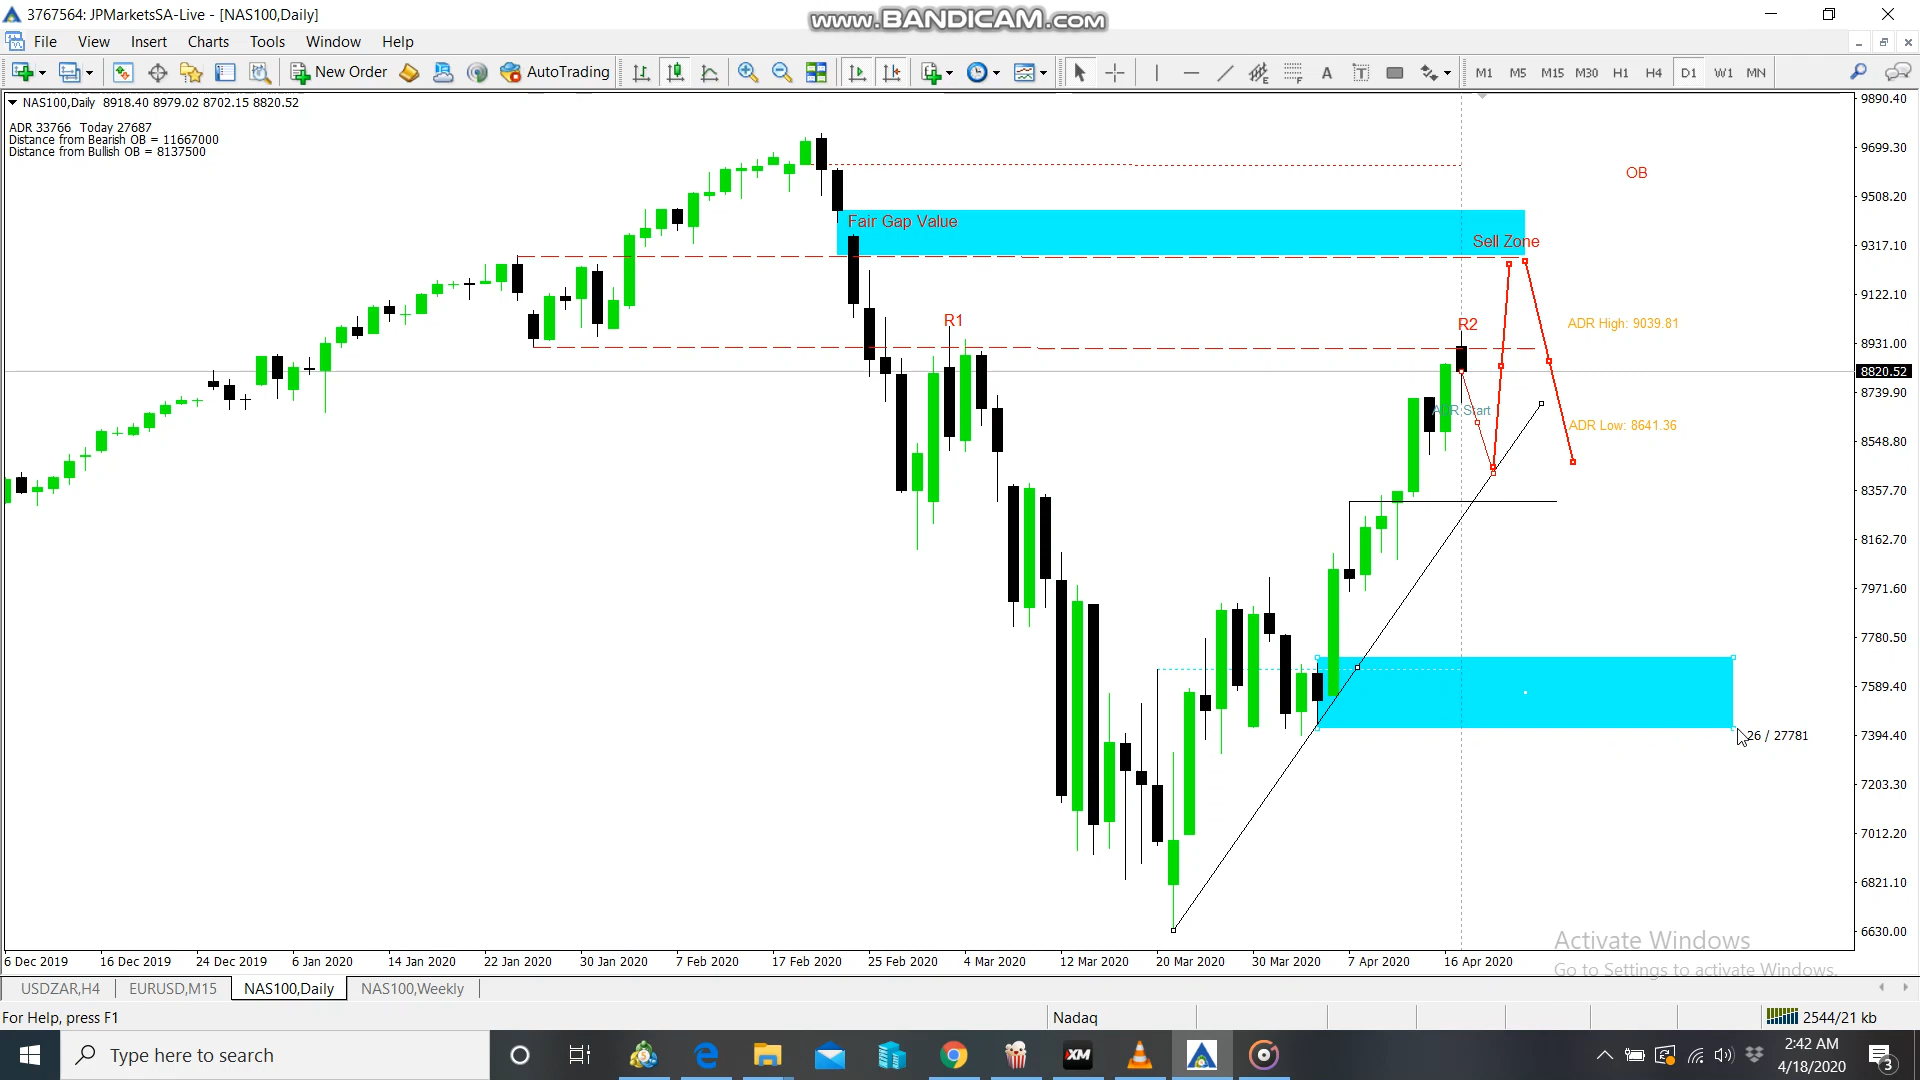 3767564: JPMarketsSA-Live - [NAS100,Daily]
www.BANDICAM.com
File View Insert Charts Tools Window Help
New Order AutoTrading M1 M5 M15 M30 H1 H4 D1 W1 MN
NAS100,Daily 8918.40 8979.02 8702.15 8820.52
ADR 33766 Today 27687
Distance from Bearish OB = 11667000
Distance from Bullish OB = 8137500
OB
Fair Gap Value
Sell Zone
R1
R2
ADR High: 9039.81
ADR Start
ADR Low: 8641.36
26 / 27781
9890.40
9699.30
9508.20
9317.10
9122.10
8931.00
8820.52
8739.90
8548.80
8357.70
8162.70
7971.60
7780.50
7589.40
7394.40
7203.30
7012.20
6821.10
6630.00
Activate Windows
Go to Settings to activate Windows.
6 Dec 2019 16 Dec 2019 24 Dec 2019 6 Jan 2020 14 Jan 2020 22 Jan 2020 30 Jan 2020 7 Feb 2020 17 Feb 2020 25 Feb 2020 4 Mar 2020 12 Mar 2020 20 Mar 2020 30 Mar 2020 7 Apr 2020 16 Apr 2020
USDZAR,H4 EURUSD,M15 NAS100,Daily NAS100,Weekly
For Help, press F1
Nadaq
2544/21 kb
Type here to search
XM
2:42 AM
4/18/2020
3